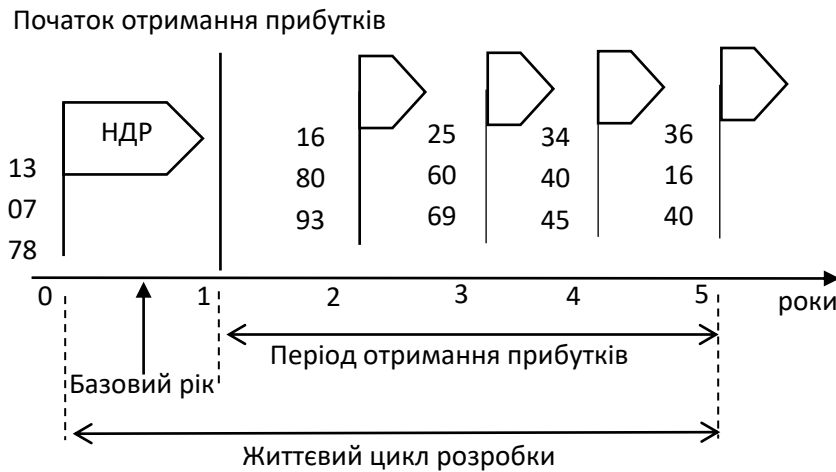 Початок отримання прибутків
НДР
13
07
78
16
80
93
25
60
69
34
40
45
36
16
40
0 1 2 3 4 5 роки
Період отримання прибутків
Базовий рік
Життєвий цикл розробки